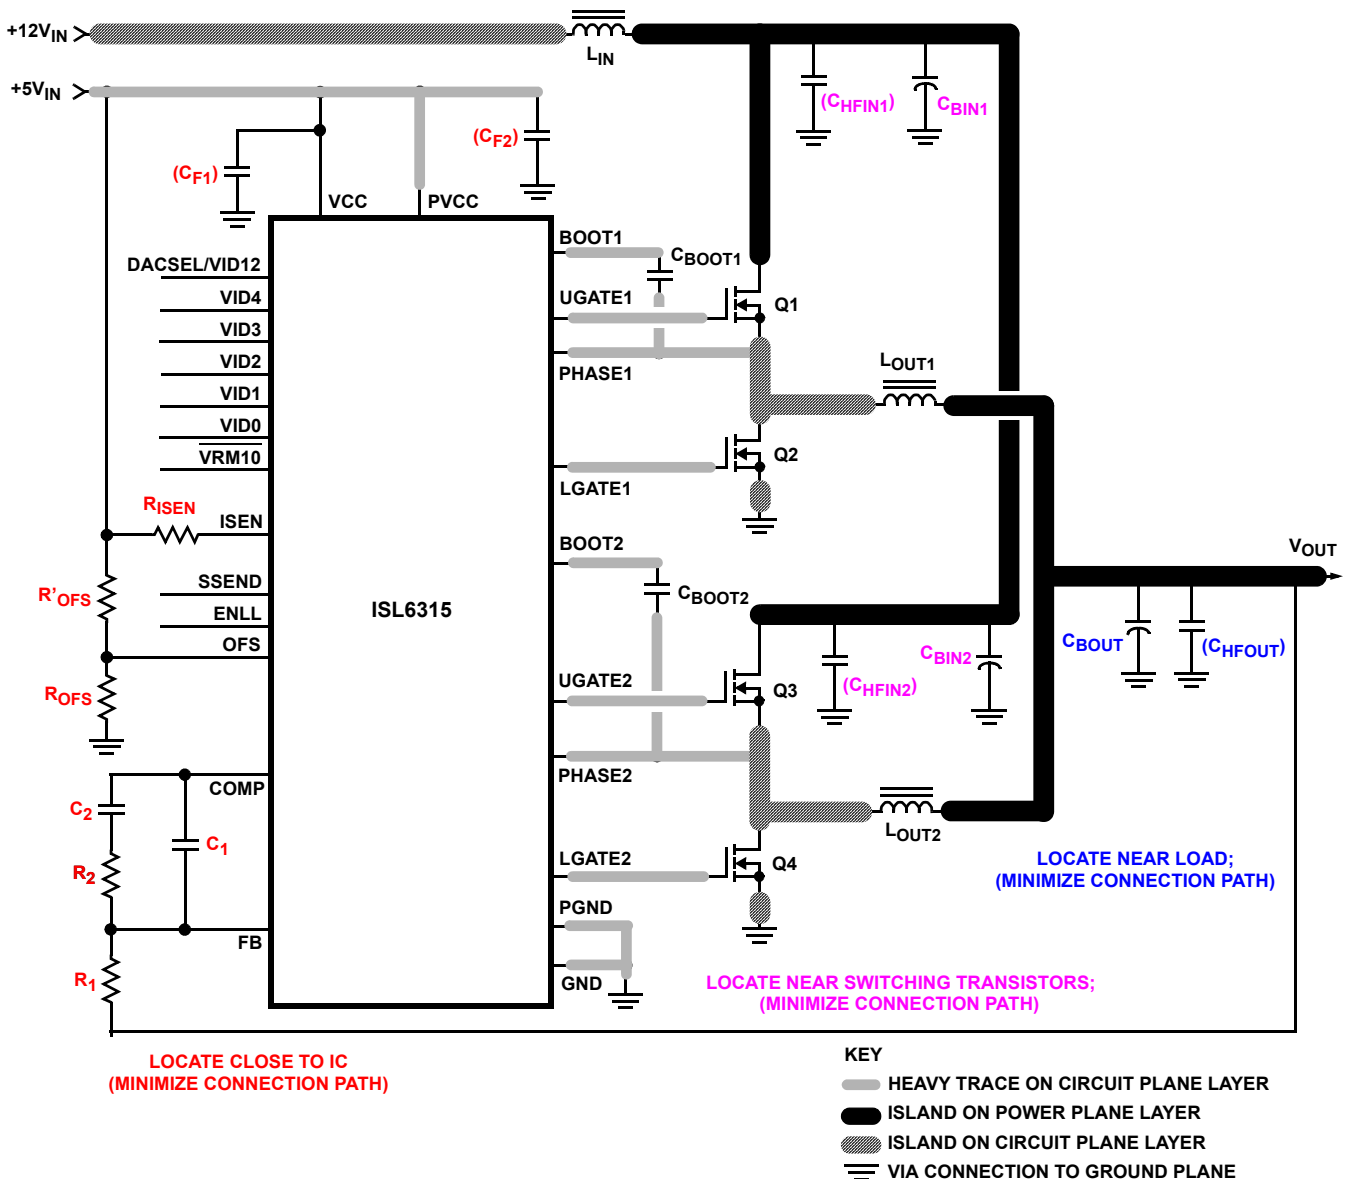 +12VIN
LIN
+5VIN
(CHFIN1)
CBIN1
(CF2)
(CF1)
VCC
PVCC
BOOT1
CBOOT1
DACSEL/VID12
VID4
UGATE1
Q1
VID3
VID2
PHASE1
LOUT1
VID1
VID0
VRM10
Q2
LGATE1
RISEN
ISEN
BOOT2
VOUT
R'OFS
SSEND
ISL6315
CBOOT2
ENLL
OFS
CBOUT
(CHFOUT)
CBIN2
ROFS
UGATE2
Q3
(CHFIN2)
COMP
PHASE2
C2
C1
LOUT2
R2
LGATE2
Q4
LOCATE NEAR LOAD;
(MINIMIZE CONNECTION PATH)
PGND
FB
R1
GND
LOCATE NEAR SWITCHING TRANSISTORS;
(MINIMIZE CONNECTION PATH)
LOCATE CLOSE TO IC
(MINIMIZE CONNECTION PATH)
KEY
HEAVY TRACE ON CIRCUIT PLANE LAYER
ISLAND ON POWER PLANE LAYER
ISLAND ON CIRCUIT PLANE LAYER
VIA CONNECTION TO GROUND PLANE